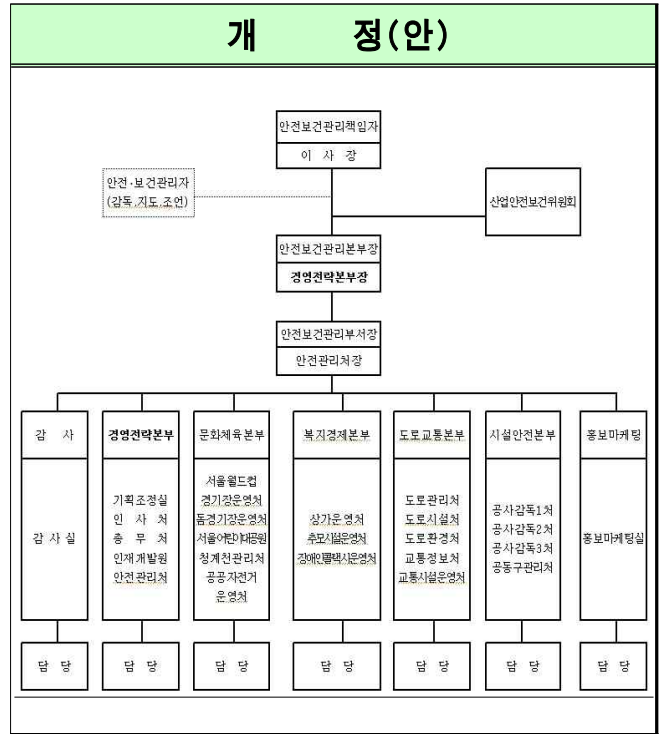 개 정(안)
안전보건관리책임자
이 사 장
안전·보건관리자
(감독.지도.조언)
산업안전보건위원회
안전보건관리본부장
경영전략본부장
안전보건관리부서장
안전관리처장
감 사
감 사 실
담 당
경영전략본부
기획조정실
인 사 처
총 무 처
인재개발원
안전관리처
담 당
문화체육본부
서울월드컵
경기장운영처
돔경기장운영처
서울어린이대공원
청계천관리처
공공자전거
운영처
담 당
복지경제본부
상가운영처
추모시설운영처
장애인콜택시운영처
담 당
도로교통본부
도로관리처
도로시설처
도로환경처
교통정보처
교통시설운영처
담 당
시설안전본부
공사감독1처
공사감독2처
공사감독3처
공동구관리처
담 당
홍보마케팅
홍보마케팅실
담 당